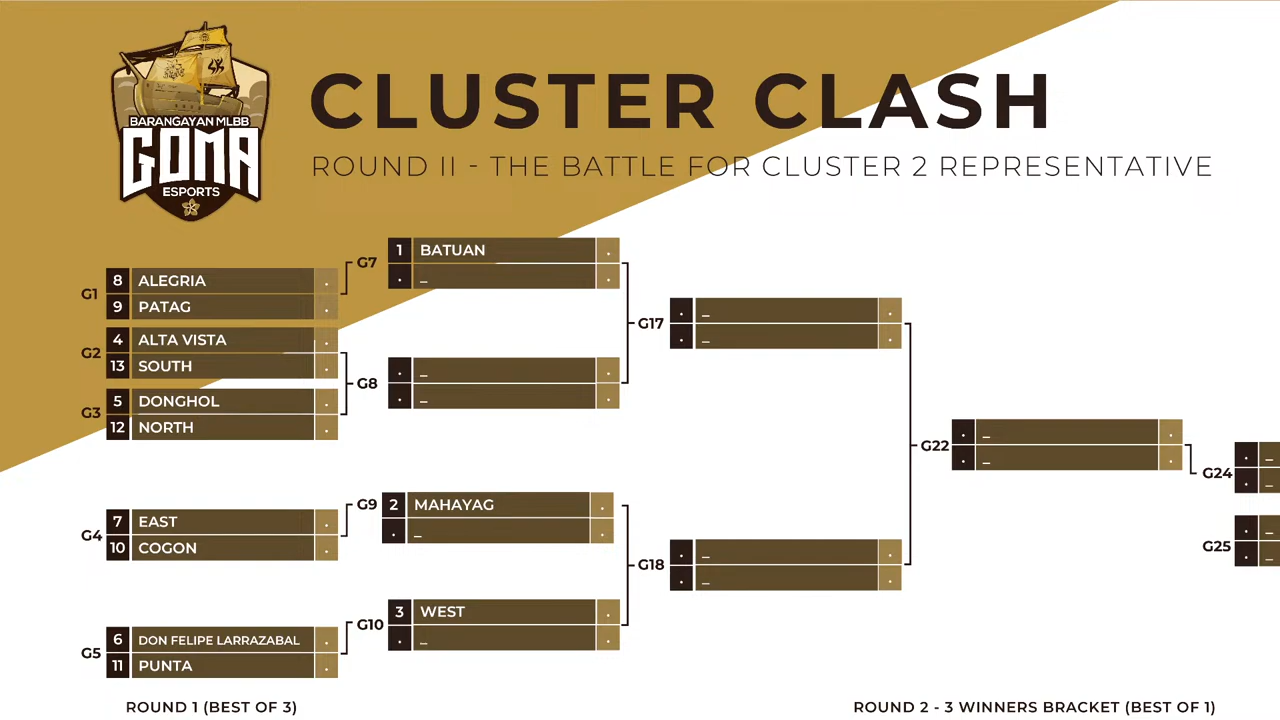 BARANGAYAN MLBB
GOMA
ESPORTS
CLUSTER CLASH
ROUND II - THE BATTLE FOR CLUSTER 2 REPRESENTATIVE
G1
8 ALEGRIA .
9 PATAG .
G2
4 ALTA VISTA .
13 SOUTH .
G3
5 DONGHOL .
12 NORTH .
G4
7 EAST .
10 COGON .
G5
6 DON FELIPE LARRAZABAL .
11 PUNTA .
G7
1 BATUAN .
. _ .
G8
. _ .
. _ .
G9
2 MAHAYAG .
. _ .
G10
3 WEST .
. _ .
G17
. _ .
. _ .
G18
. _ .
. _ .
G22
. _ .
. _ .
G24
. _
. _
G25
. _
. _
ROUND 1 (BEST OF 3)
ROUND 2 - 3 WINNERS BRACKET (BEST OF 1)